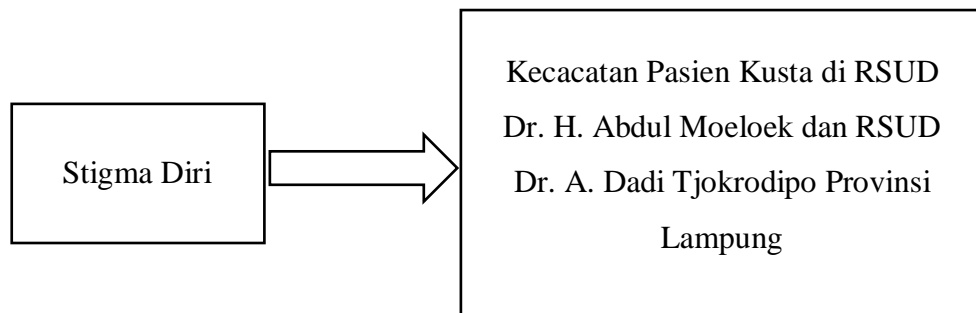 Stigma Diri
Kecacatan Pasien Kusta di RSUD
Dr. H. Abdul Moeloek dan RSUD
Dr. A. Dadi Tjokrodipo Provinsi
Lampung